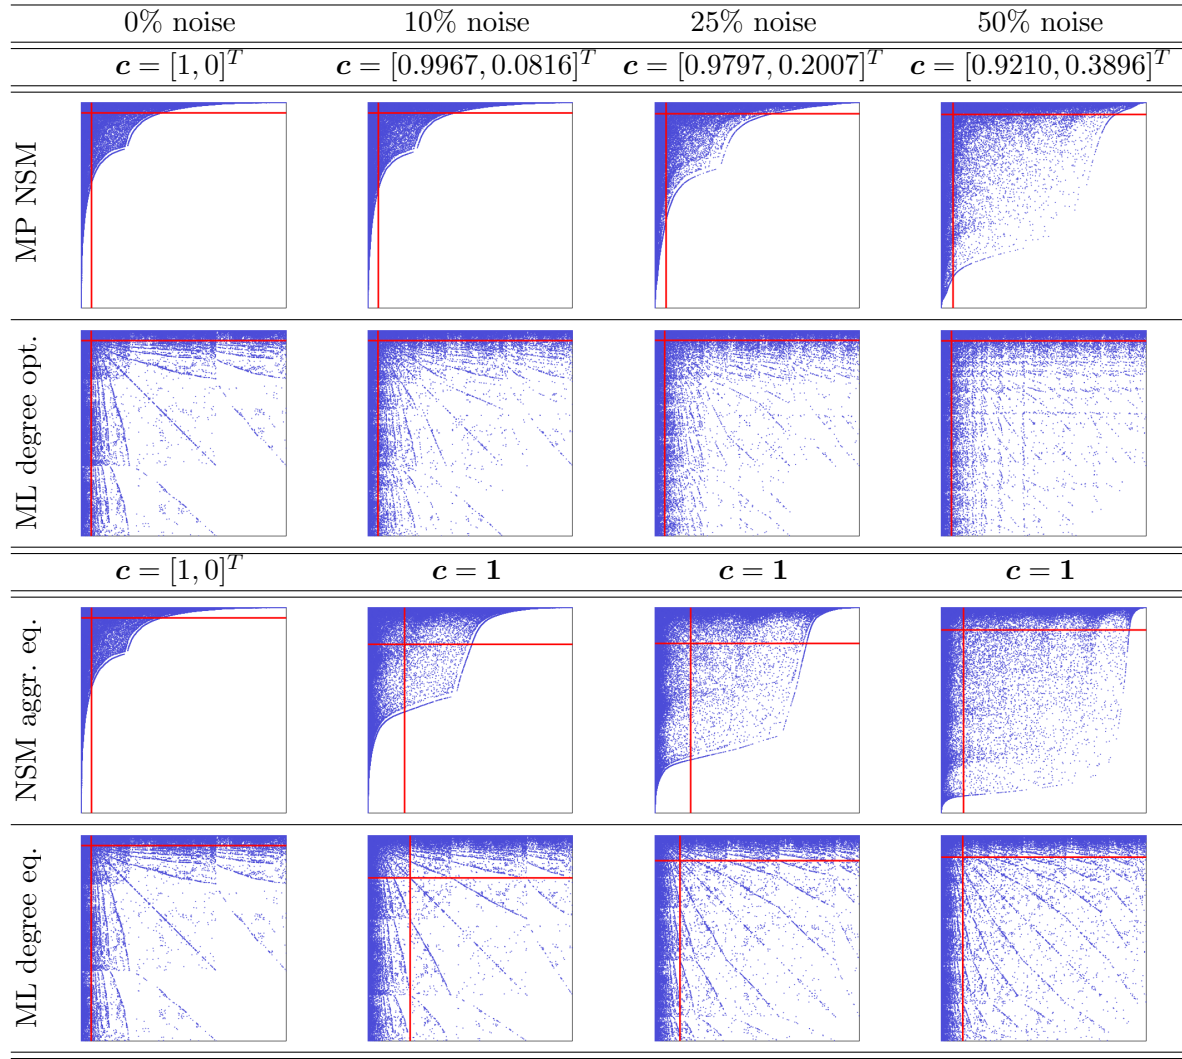 0% noise 10% noise 25% noise 50% noise
c = [1, 0]^T c = [0.9967, 0.0816]^T c = [0.9797, 0.2007]^T c = [0.9210, 0.3896]^T
MP NSM
ML degree opt.
c = [1, 0]^T c = 1 c = 1 c = 1
NSM aggr. eq.
ML degree eq.